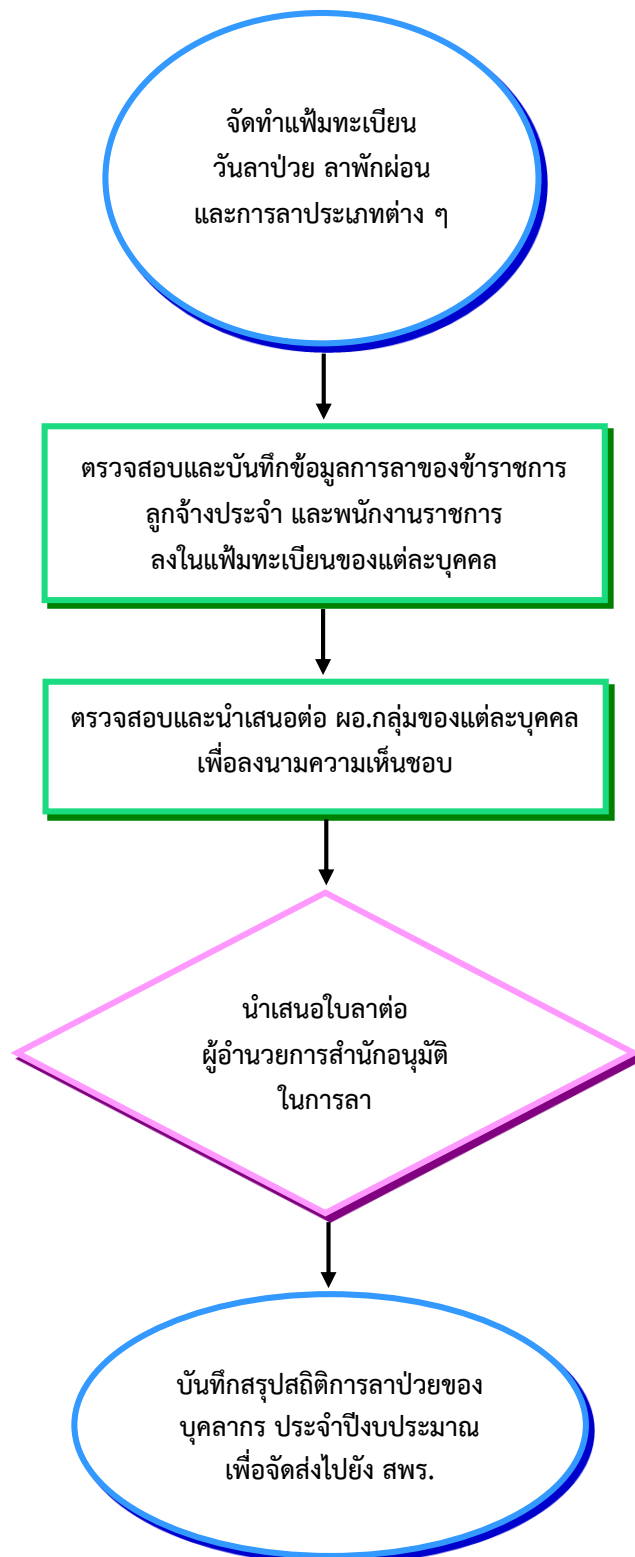 จัดทำแฟ้มทะเบียน
วันลาป่วย ลาพักผ่อน
และการลาประเภทต่าง ๆ
ตรวจสอบและบันทึกข้อมูลการลาของข้าราชการ
ลูกจ้างประจำ และพนักงานราชการ
ลงในแฟ้มทะเบียนของแต่ละบุคคล
ตรวจสอบและนำเสนอต่อ ผอ.กลุ่มของแต่ละบุคคล
เพื่อลงนามความเห็นชอบ
นำเสนอใบลาต่อ
ผู้อำนวยการสำนักอนุมัติ
ในการลา
บันทึกสรุปสถิติการลาป่วยของ
บุคลากร ประจำปีงบประมาณ
เพื่อจัดส่งไปยัง สพร.